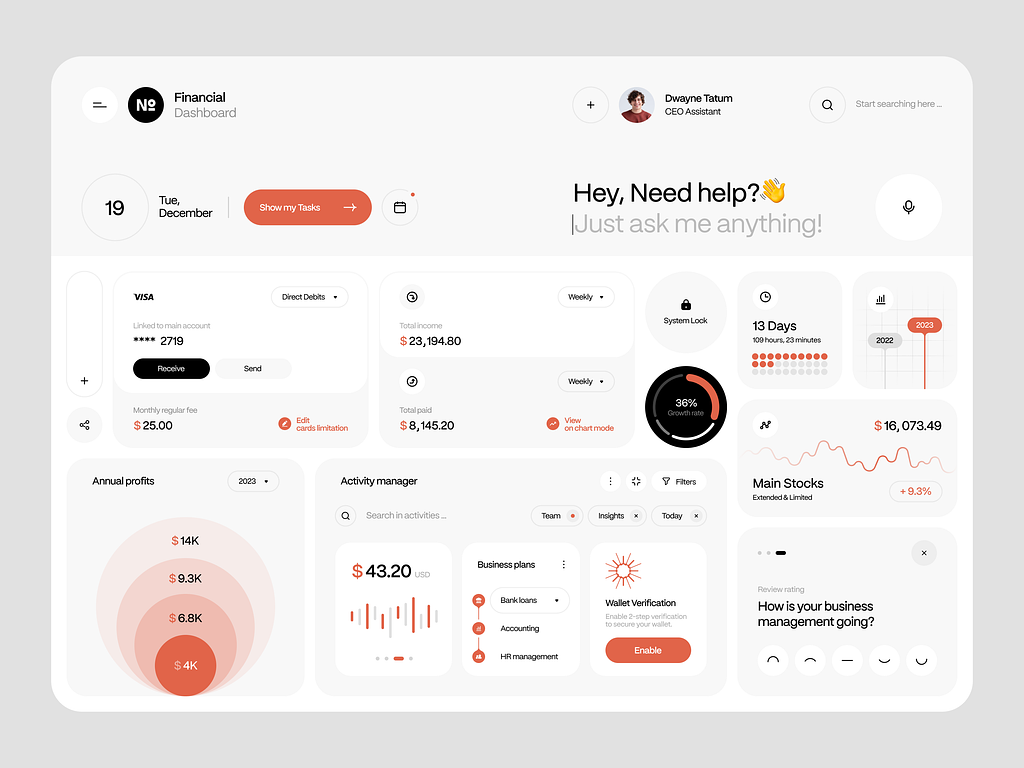 Nº
Financial
Dashboard
Dwayne Tatum
CEO Assistant
Start searching here ...
19
Tue,
December
Show my Tasks
Hey, Need help?👋
Just ask me anything!
VISA
Direct Debits
Linked to main account
**** 2719
Receive
Send
Monthly regular fee
$ 25.00
Edit
cards limitation
Weekly
Total income
$ 23,194.80
Weekly
Total paid
$ 8,145.20
View
on chart mode
System Lock
36%
Growth rate
13 Days
109 hours, 23 minutes
2023
2022
$ 16,073.49
Main Stocks
Extended & Limited
+ 9.3%
Annual profits
2023
$ 14K
$ 9.3K
$ 6.8K
$ 4K
Activity manager
Filters
Search in activities ...
Team
Insights
Today
$ 43.20 USD
Business plans
Bank loans
Accounting
HR management
Wallet Verification
Enable 2-step verification
to secure your wallet.
Enable
Review rating
How is your business
management going?